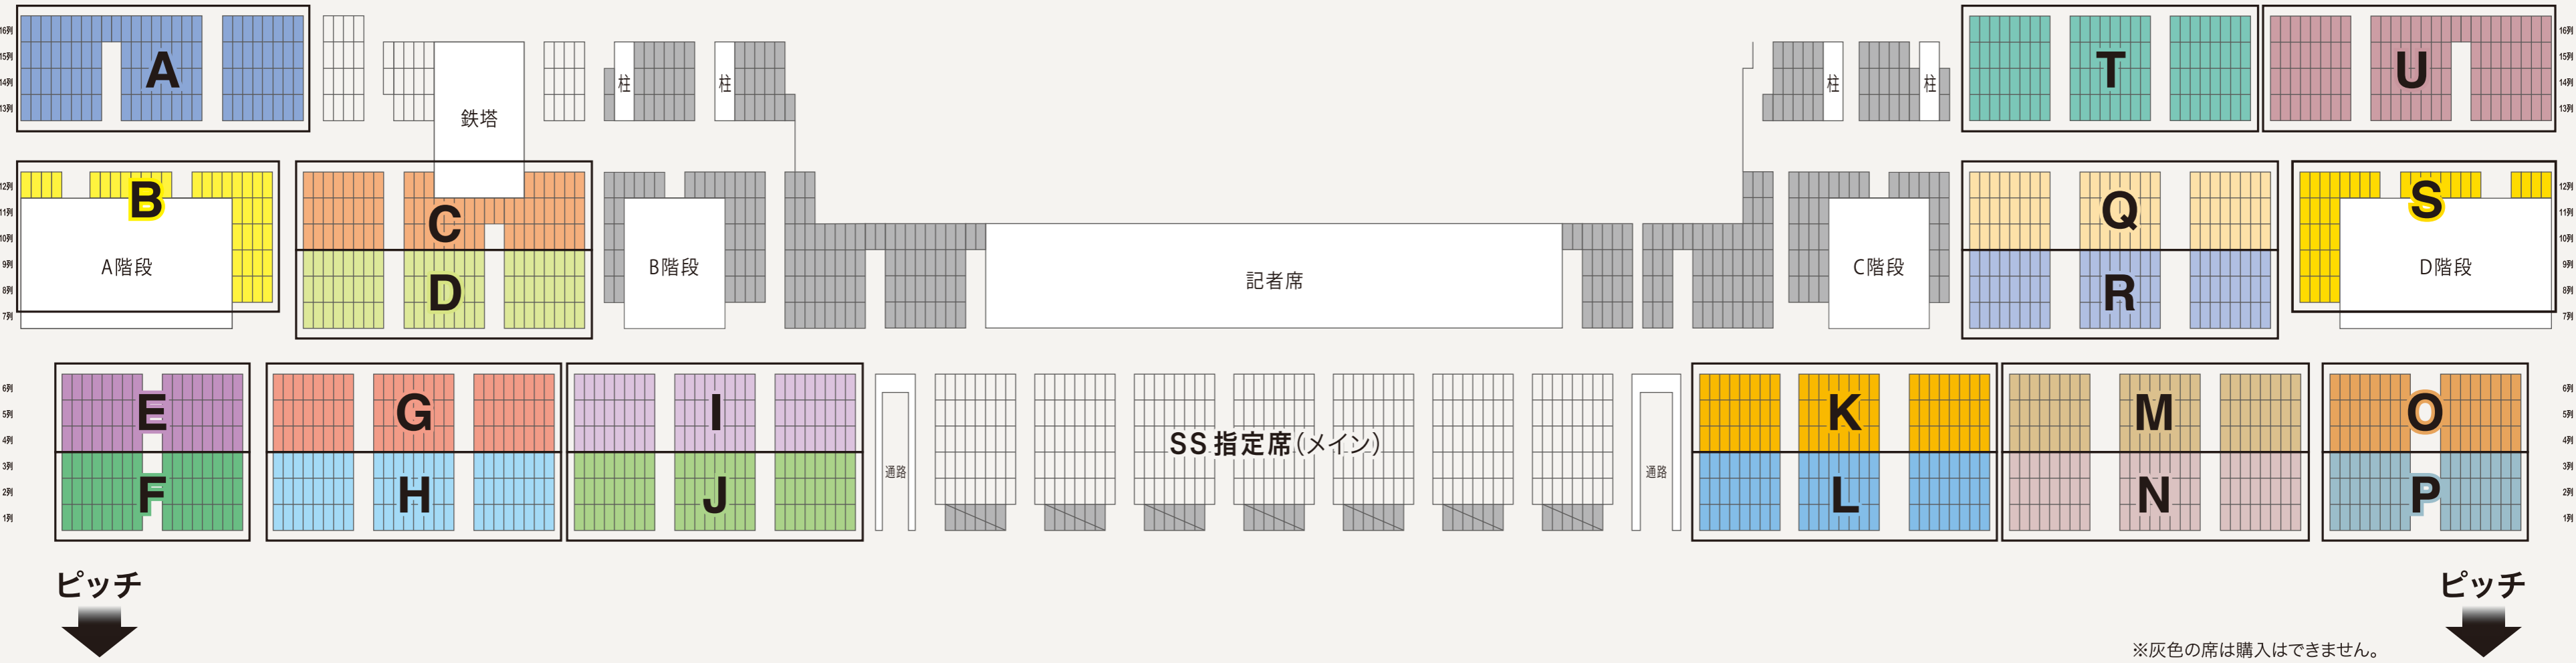 16列
15列
14列
13列
A
鉄塔
柱
柱
柱
柱
T
U
16列
15列
14列
13列
12列
11列
10列
9列
8列
7列
B
A階段
C
D
B階段
記者席
C階段
Q
R
S
D階段
12列
11列
10列
9列
8列
7列
6列
5列
4列
3列
2列
1列
E
F
G
H
I
J
通路
SS指定席(メイン)
通路
K
L
M
N
O
P
6列
5列
4列
3列
2列
1列
ピッチ
ピッチ
※灰色の席は購入はできません。